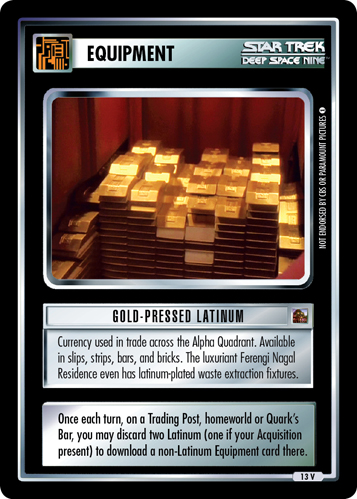 EQUIPMENT
STAR TREK
DEEP SPACE NINE
NOT ENDORSED BY CBS OR PARAMOUNT PICTURES
GOLD-PRESSED LATINUM
Currency used in trade across the Alpha Quadrant. Available
in slips, strips, bars, and bricks. The luxuriant Ferengi Nagal
Residence even has latinum-plated waste extraction fixtures.
Once each turn, on a Trading Post, homeworld or Quark's
Bar, you may discard two Latinum (one if your Acquisition
present) to download a non-Latinum Equipment card there.
13 V